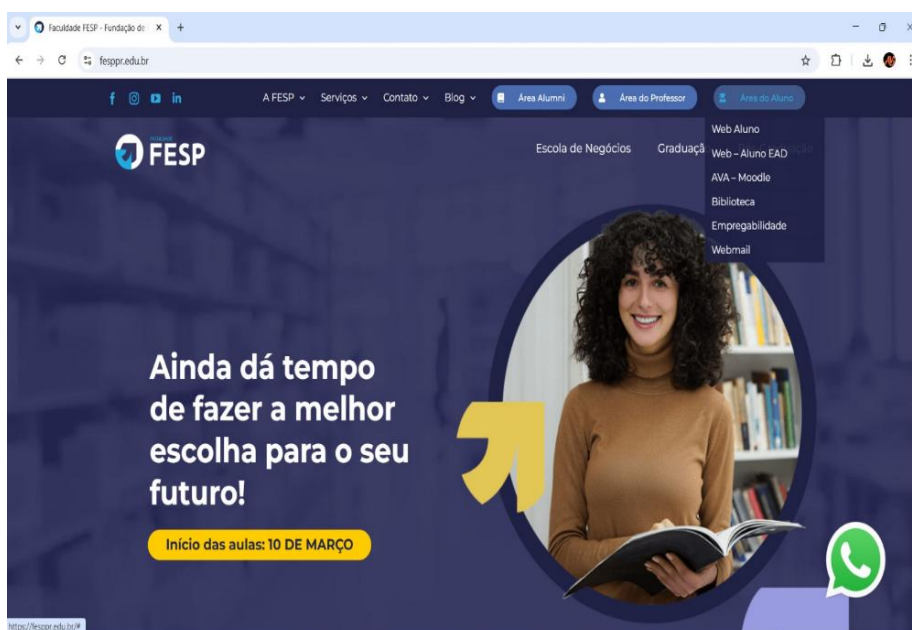 Faculdade FESP - Fundação de
fesppr.edu.br
A FESP Serviços Contato Blog Área Alumni Área do Professor Área do Aluno
FACULDADE
FESP
Escola de Negócios
Web Aluno
Web – Aluno EAD
AVA – Moodle
Biblioteca
Empregabilidade
Webmail
Ainda dá tempo
de fazer a melhor
escolha para o seu
futuro!
Início das aulas: 10 DE MARÇO
https://fesppr.edu.br/#